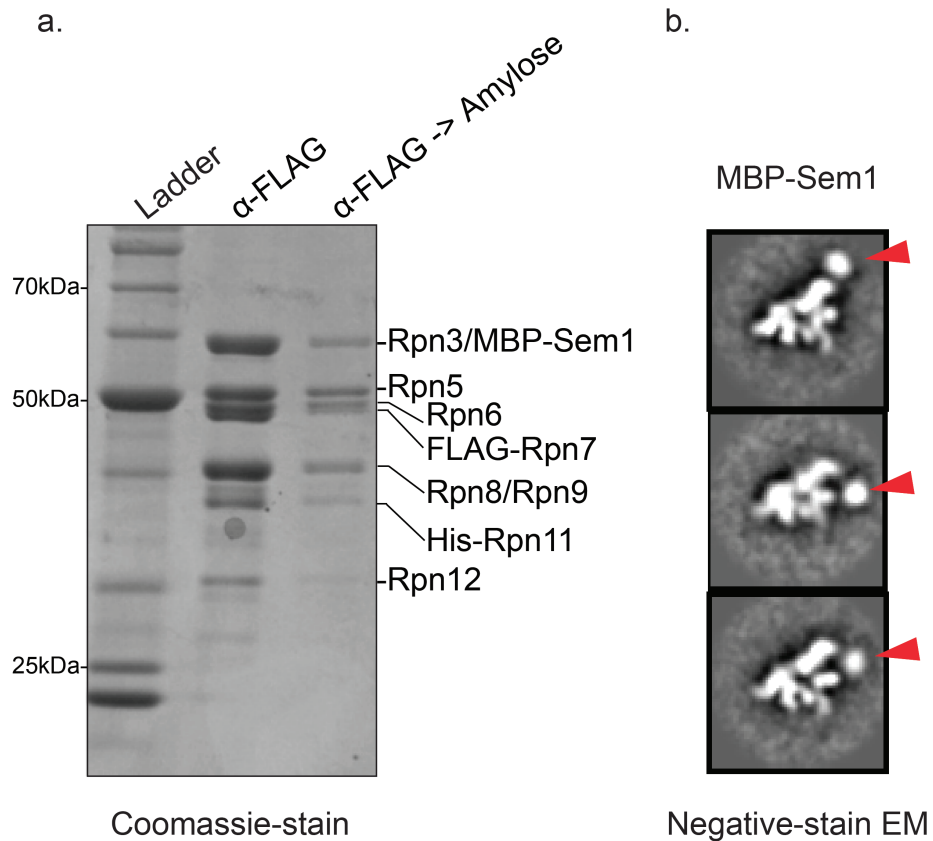 a.
b.
Ladder
α-FLAG
α-FLAG -> Amylose
MBP-Sem1
70kDa
Rpn3/MBP-Sem1
Rpn5
50kDa
Rpn6
FLAG-Rpn7
Rpn8/Rpn9
His-Rpn11
Rpn12
25kDa
Coomassie-stain
Negative-stain EM